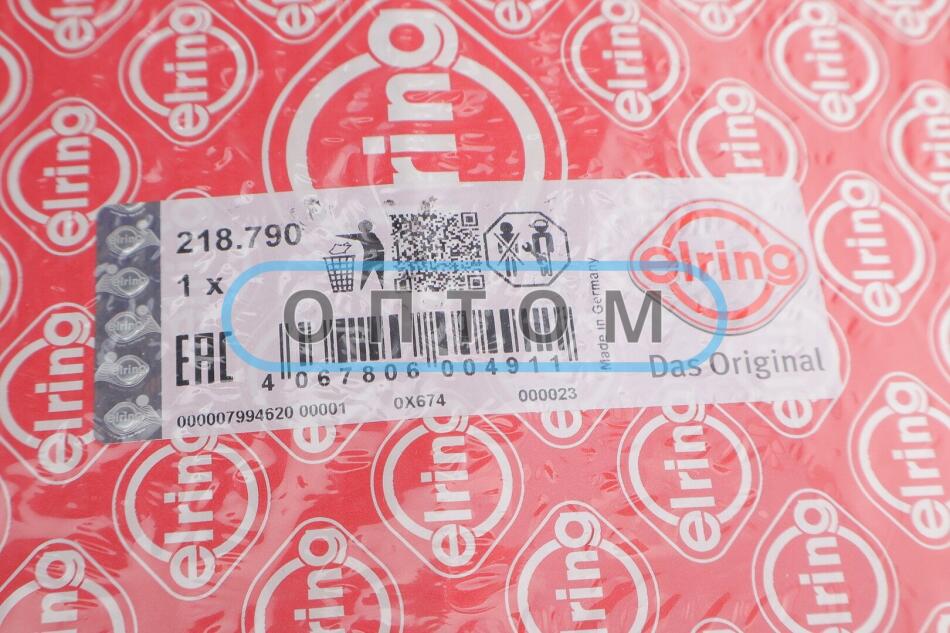 elring
218.790
1 x
ОПТОМ
EAC
4 067806 004911
Made in Germany
elring
Das Original
000007994620 00001 0X674 000023